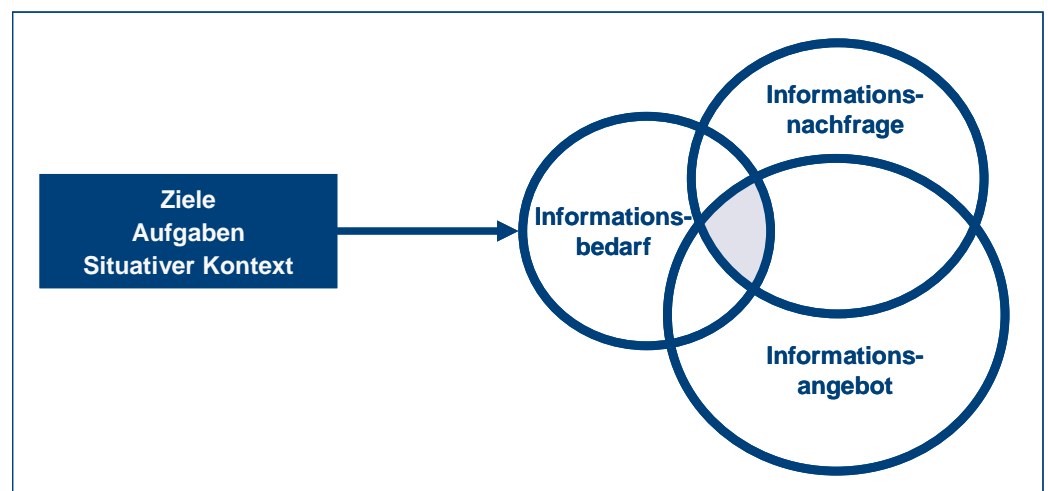 Ziele
Aufgaben
Situativer Kontext
Informations-
bedarf
Informations-
nachfrage
Informations-
angebot